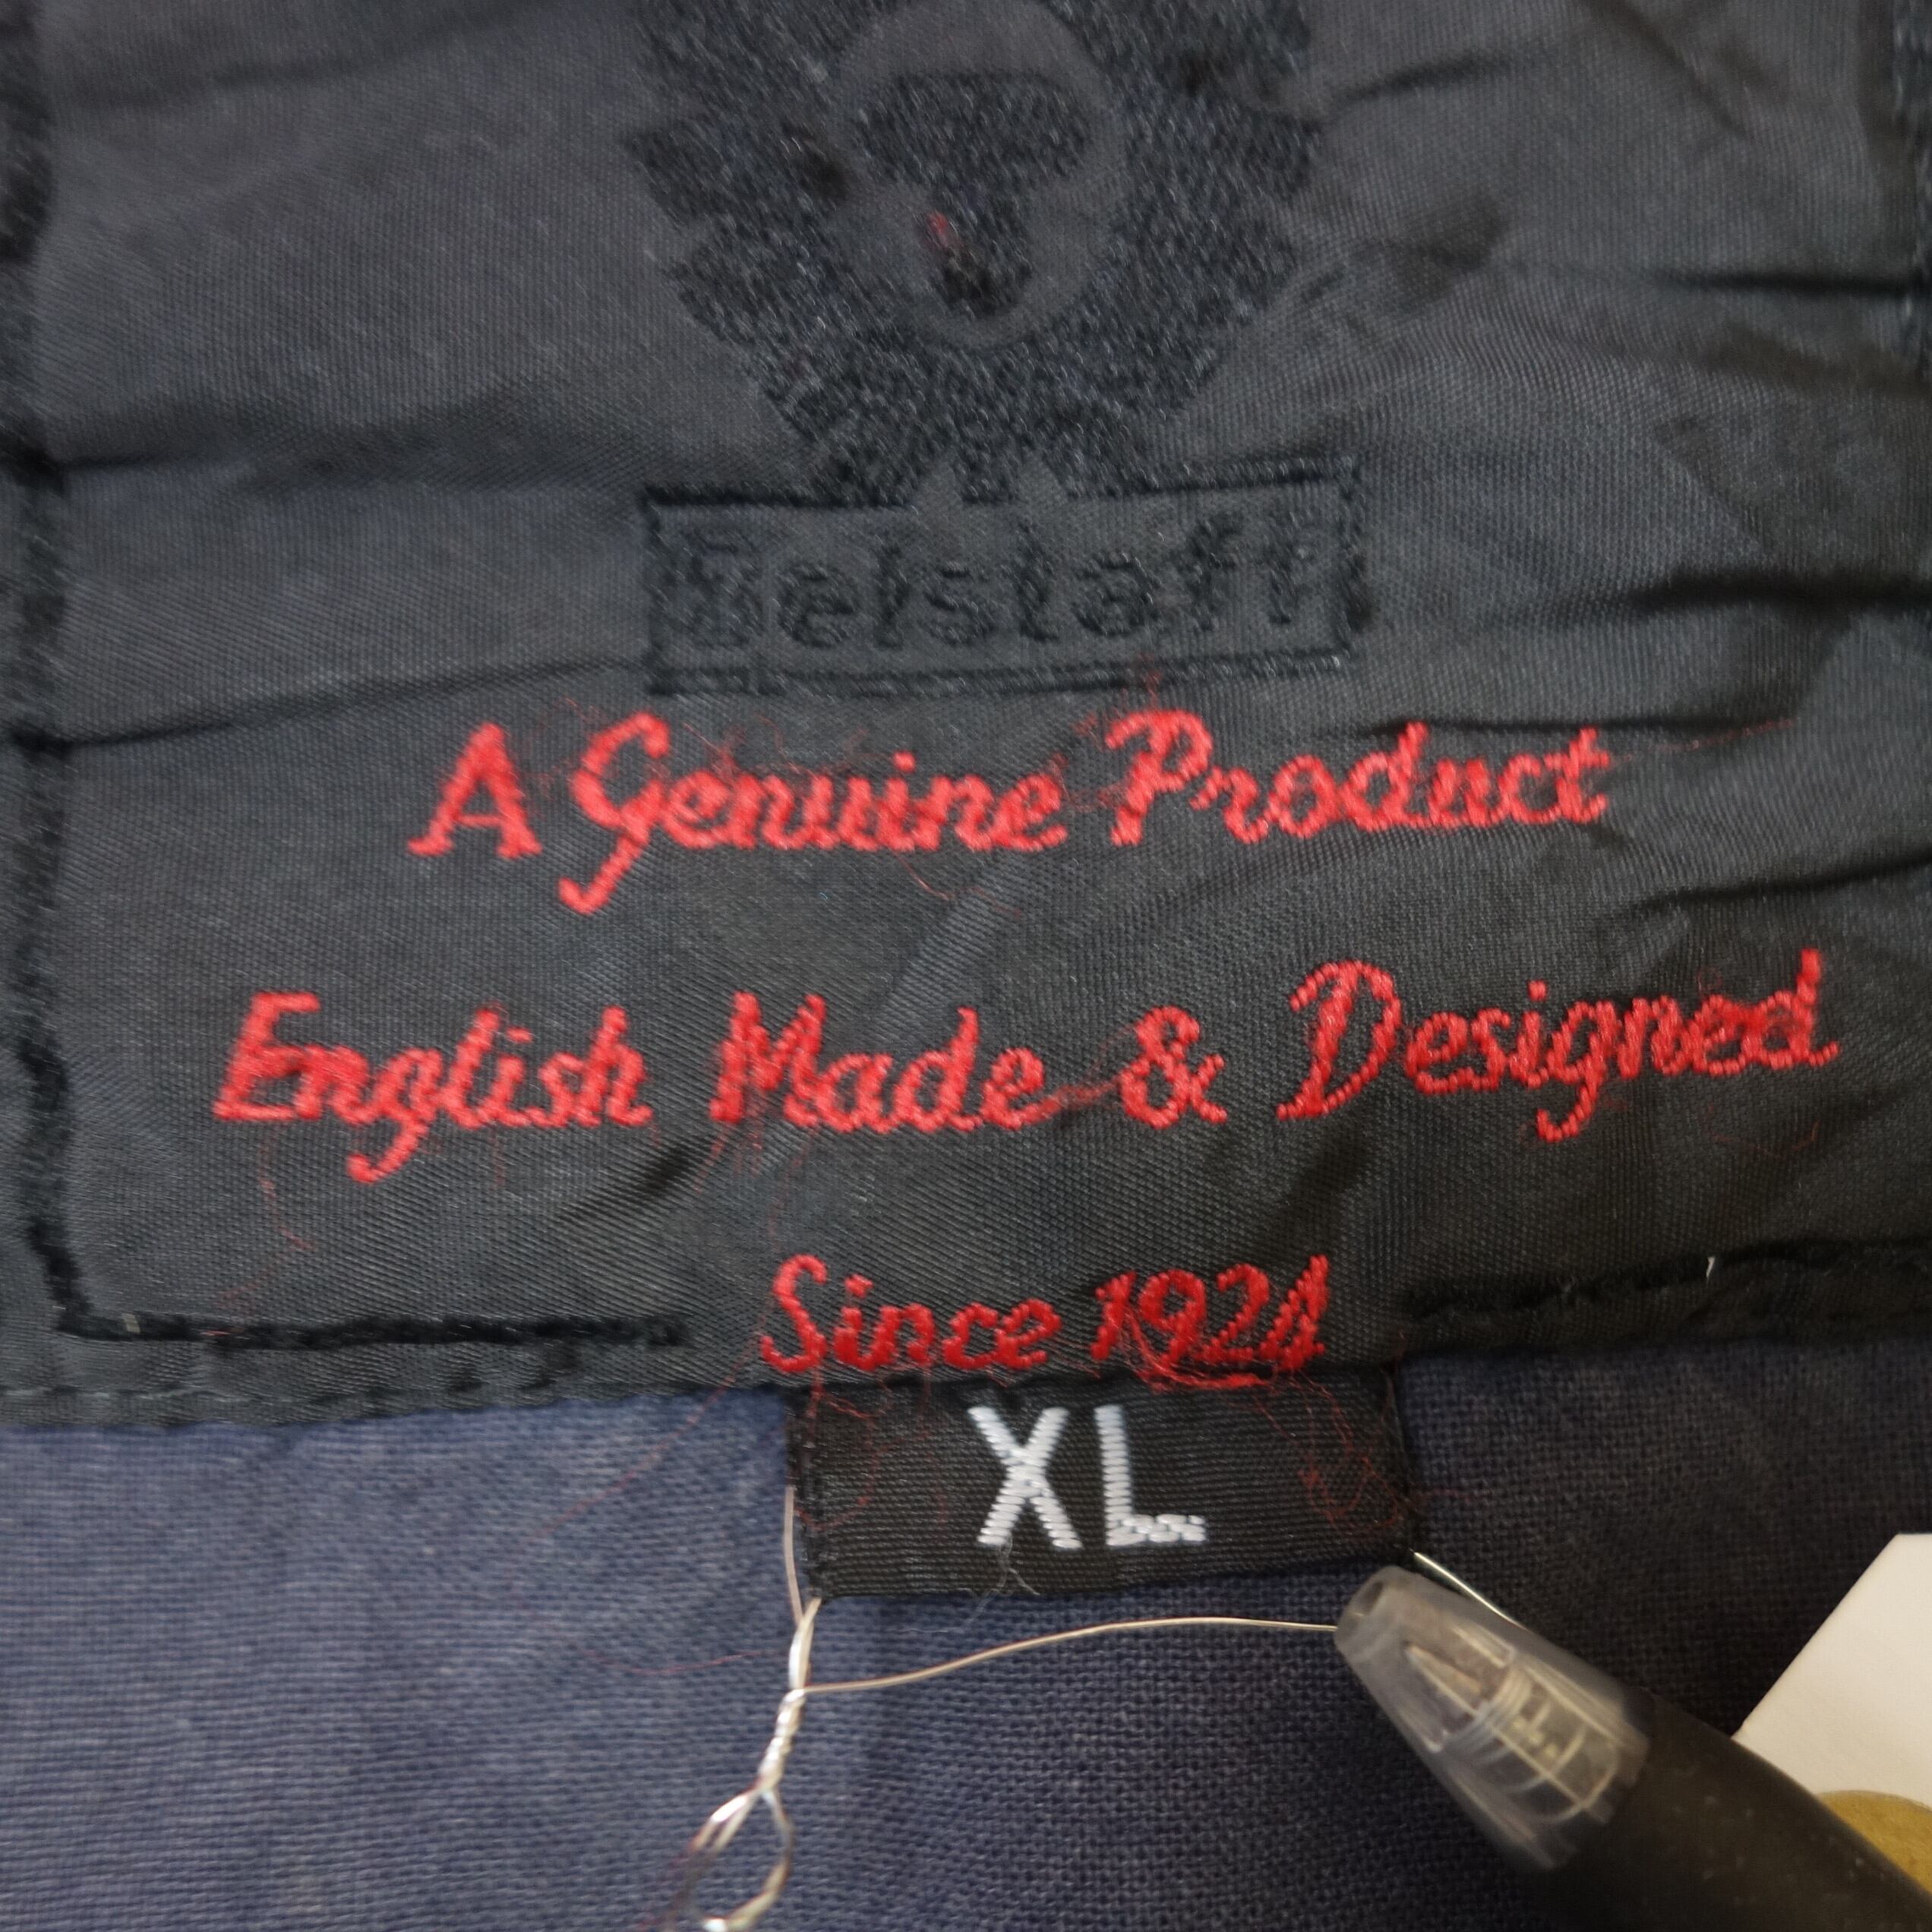 Belstaff
A Genuine Product
English Made & Designed
Since 1924
XL